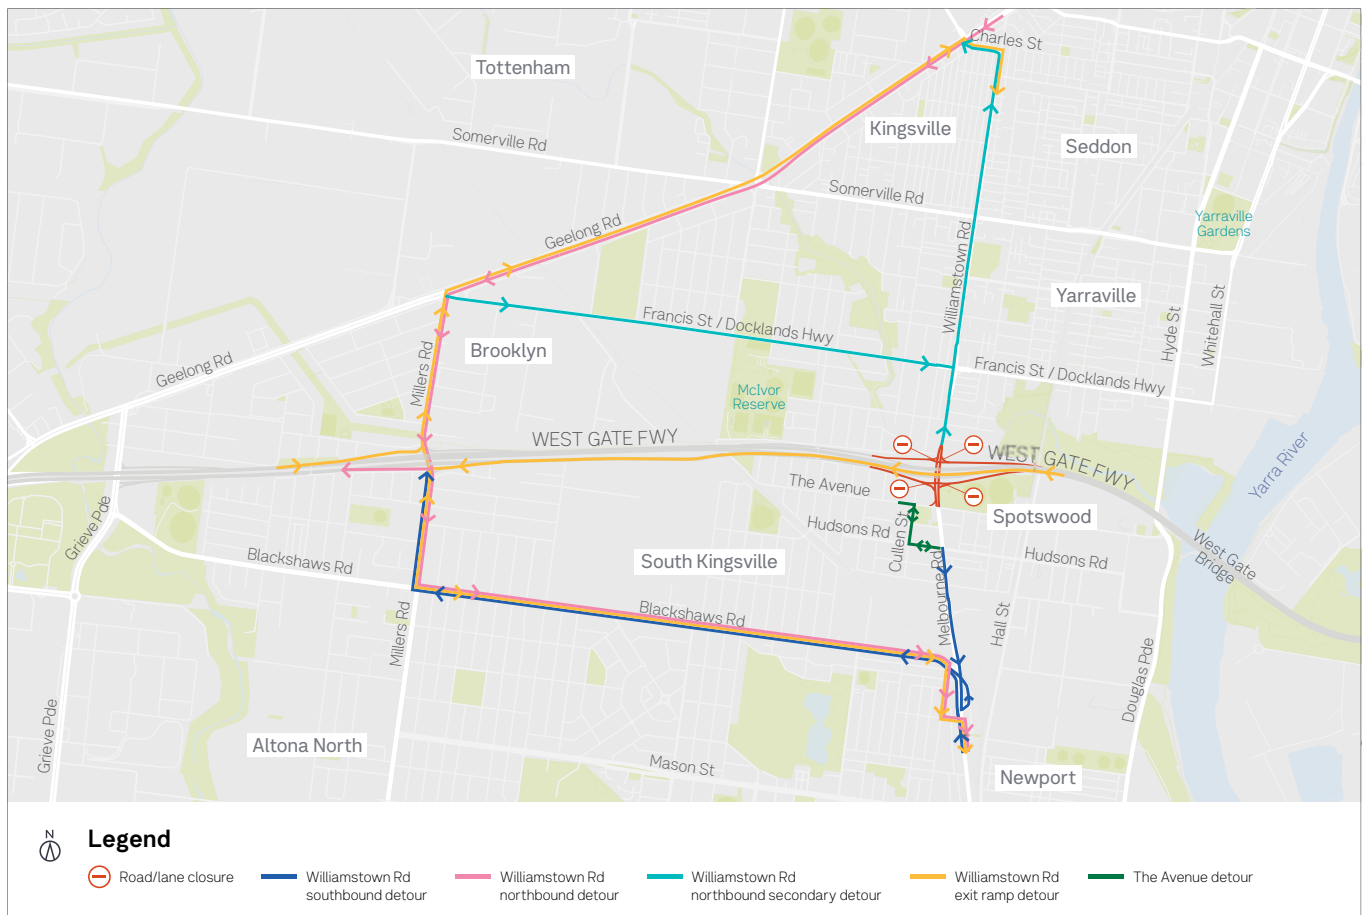 Charles St
Tottenham
Kingsville
Somerville Rd
Seddon
Somerville Rd
Yarraville
Gardens
Geelong Rd
Williamstown Rd
Yarraville
Francis St / Docklands Hwy
Hyde St
Whitehall St
Brooklyn
Geelong Rd
Millers Rd
Francis St / Docklands Hwy
McIvor
Reserve
WEST GATE FWY
WEST GATE FWY
Yarra River
The Avenue
Grieve Pde
Hudsons Rd
Cullen St
Spotswood
Blackshaws Rd
South Kingsville
Hudsons Rd
West Gate
Bridge
Melbourne Rd
Hall St
Blackshaws Rd
Millers Rd
Douglas Pde
Grieve Pde
Altona North
Mason St
Newport
N
Legend
Road/lane closure
Williamstown Rd
southbound detour
Williamstown Rd
northbound detour
Williamstown Rd
northbound secondary detour
Williamstown Rd
exit ramp detour
The Avenue detour